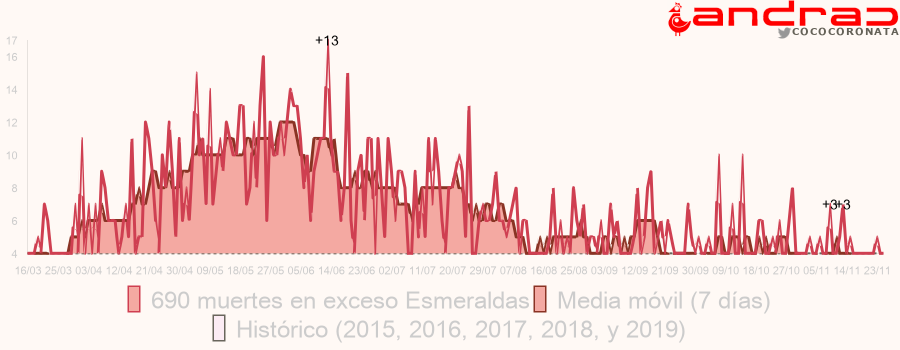 andrac
COCOCORONATA
+13
+3 +3
17
16
14
12
10
8
6
4
16/03 25/03 03/04 12/04 21/04 30/04 09/05 18/05 27/05 05/06 14/06 23/06 02/07 11/07 20/07 29/07 07/08 16/08 25/08 03/09 12/09 21/09 30/09 09/10 18/10 27/10 05/11 14/11 23/11
690 muertes en exceso Esmeraldas Media móvil (7 días)
Histórico (2015, 2016, 2017, 2018, y 2019)